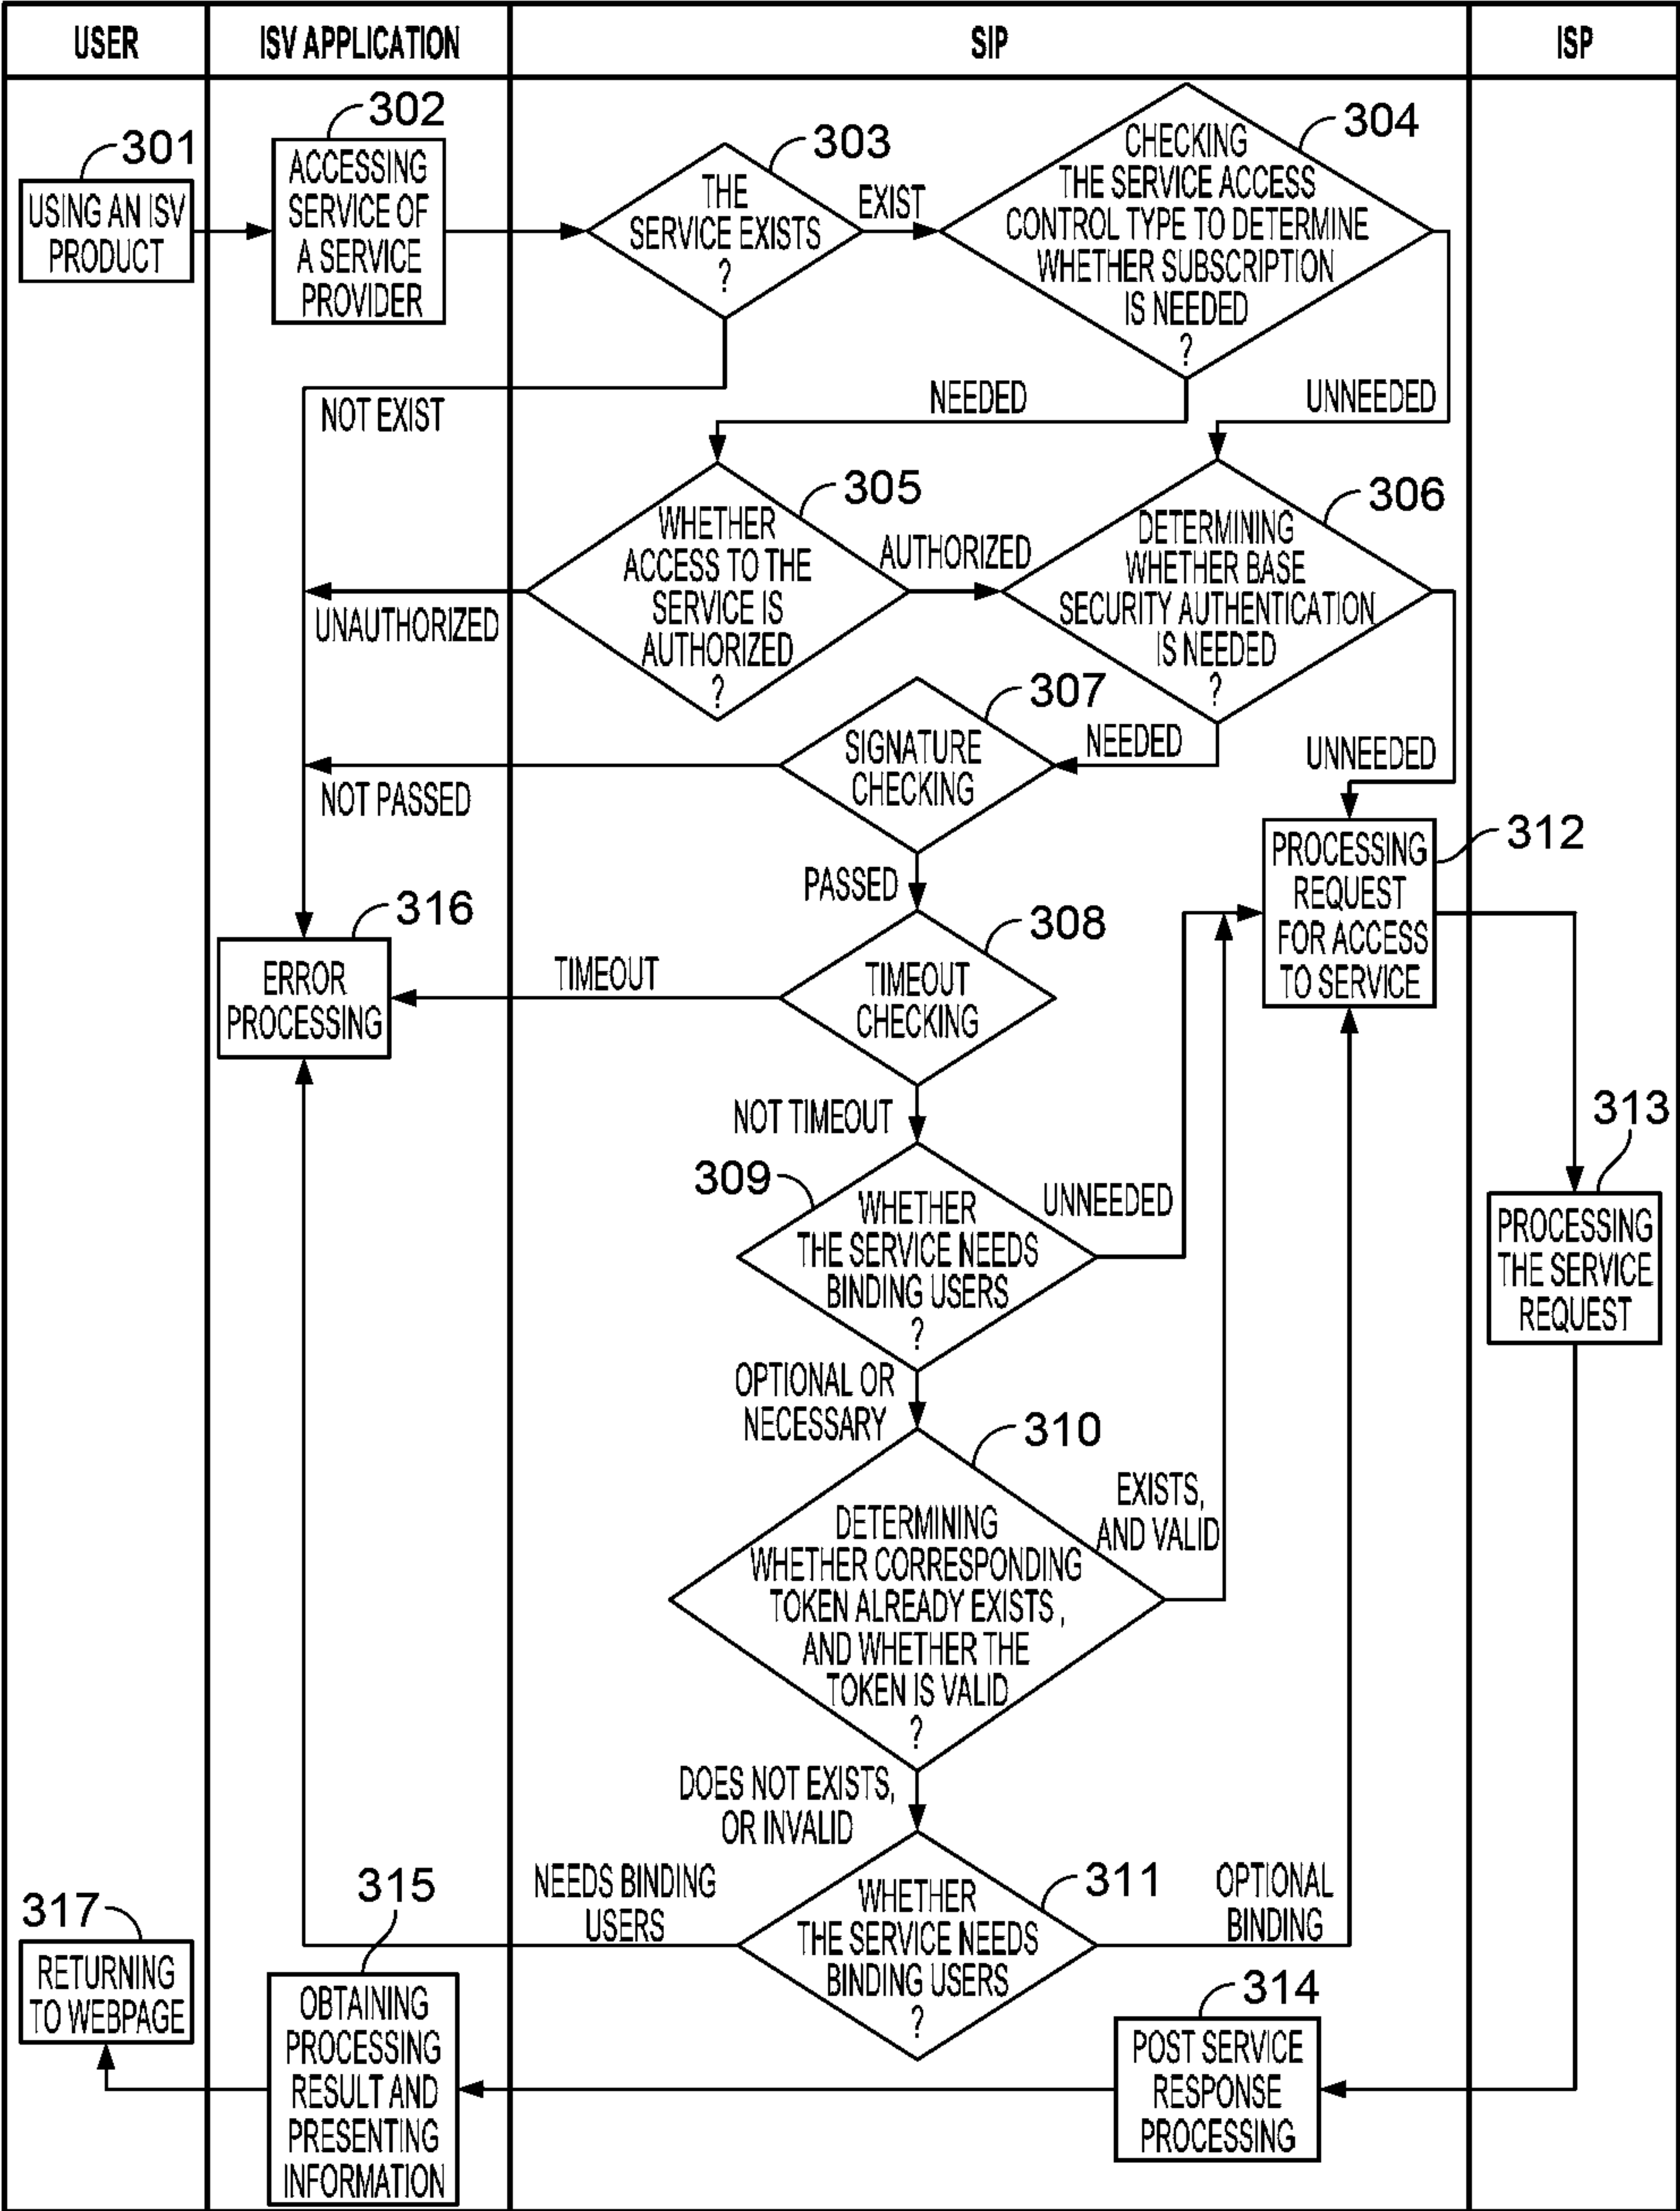 USER
ISV APPLICATION
SIP
ISP
301
USING AN ISV
PRODUCT
302
ACCESSING
SERVICE OF
A SERVICE
PROVIDER
303
THE
SERVICE EXISTS
?
EXIST
304
CHECKING
THE SERVICE ACCESS
CONTROL TYPE TO DETERMINE
WHETHER SUBSCRIPTION
IS NEEDED
?
NOT EXIST
NEEDED
UNNEEDED
305
WHETHER
ACCESS TO THE
SERVICE IS
AUTHORIZED
?
AUTHORIZED
UNAUTHORIZED
306
DETERMINING
WHETHER BASE
SECURITY AUTHENTICATION
IS NEEDED
?
307
SIGNATURE
CHECKING
NEEDED
UNNEEDED
NOT PASSED
PASSED
312
PROCESSING
REQUEST
FOR ACCESS
TO SERVICE
316
ERROR
PROCESSING
TIMEOUT
308
TIMEOUT
CHECKING
NOT TIMEOUT
313
PROCESSING
THE SERVICE
REQUEST
309
WHETHER
THE SERVICE NEEDS
BINDING USERS
?
UNNEEDED
OPTIONAL OR
NECESSARY
310
DETERMINING
WHETHER CORRESPONDING
TOKEN ALREADY EXISTS ,
AND WHETHER THE
TOKEN IS VALID
?
EXISTS,
AND VALID
DOES NOT EXISTS,
OR INVALID
NEEDS BINDING
USERS
311
WHETHER
THE SERVICE NEEDS
BINDING USERS
?
OPTIONAL
BINDING
317
RETURNING
TO WEBPAGE
315
OBTAINING
PROCESSING
RESULT AND
PRESENTING
INFORMATION
314
POST SERVICE
RESPONSE
PROCESSING